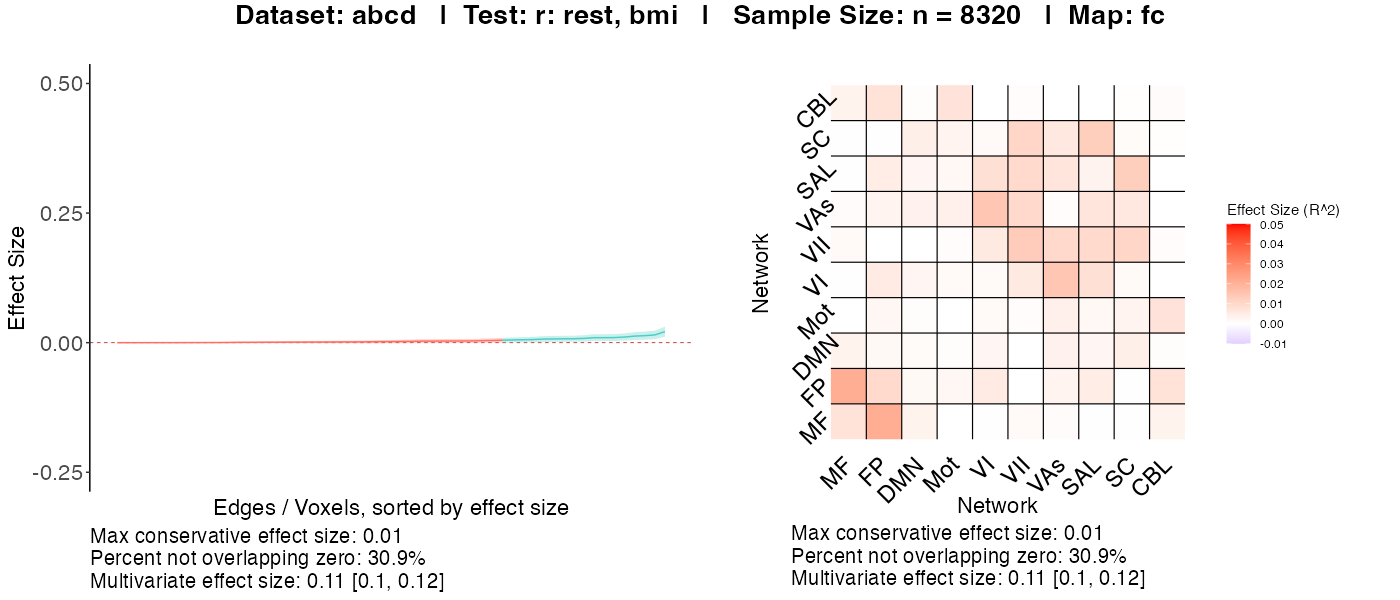 Dataset: abcd | Test: r: rest, bmi | Sample Size: n = 8320 | Map: fc
0.50
0.25
0.00
-0.25
Effect Size
Edges / Voxels, sorted by effect size
Max conservative effect size: 0.01
Percent not overlapping zero: 30.9%
Multivariate effect size: 0.11 [0.1, 0.12]
Network
CBL
SC
SAL
VAs
VII
VI
Mot
DMN
FP
MF
MF
FP
DMN
Mot
VI
VII
VAs
SAL
SC
CBL
Network
Max conservative effect size: 0.01
Percent not overlapping zero: 30.9%
Multivariate effect size: 0.11 [0.1, 0.12]
Effect Size (R^2)
0.05
0.04
0.03
0.02
0.01
0.00
-0.01